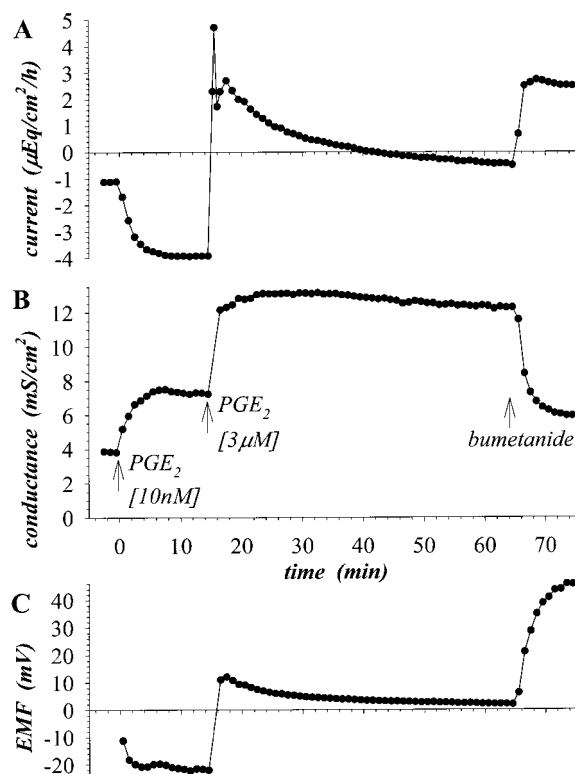 A
current (µEq/cm²/h)
5
4
3
2
1
0
-1
-2
-3
-4
B
conductance (mS/cm²)
12
10
8
6
4
2
0
PGE₂
[10nM]
PGE₂
[3µM]
bumetanide
0 10 20 30 40 50 60 70
time (min)
C
EMF (mV)
40
30
20
10
0
-10
-20